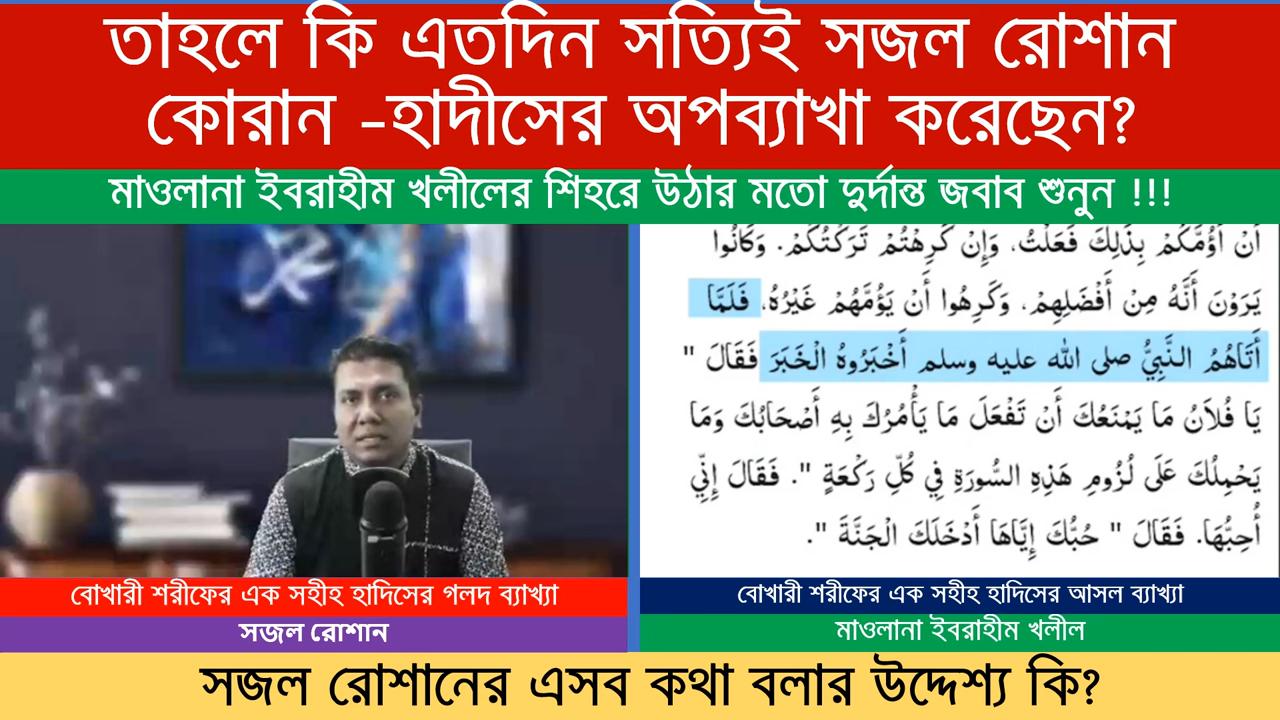 তাহলে কি এতদিন সত্যিই সজল রোশান
কোরান -হাদীসের অপব্যাখা করেছেন?
মাওলানা ইবরাহীম খলীলের শিহরে উঠার মতো দুর্দান্ত জবাব শুনুন !!!
أَنْ أَؤُمَّكُمْ بِذَلِكَ فَعَلْتُ، وَإِنْ كَرِهْتُمْ تَرَكْتُكُمْ. وَكَانُوا
يَرَوْنَ أَنَّهُ مِنْ أَفْضَلِهِمْ، وَكَرِهُوا أَنْ يَؤُمَّهُمْ غَيْرُهُ، فَلَمَّا
أَتَاهُمُ النَّبِيُّ صلى الله عليه وسلم أَخْبَرُوهُ الْخَبَرَ فَقَالَ "
يَا فُلاَنُ مَا يَمْنَعُكَ أَنْ تَفْعَلَ مَا يَأْمُرُكَ بِهِ أَصْحَابُكَ وَمَا
يَحْمِلُكَ عَلَى لُزُومِ هَذِهِ السُّورَةِ فِي كُلِّ رَكْعَةٍ ". فَقَالَ إِنِّي
أُحِبُّهَا. فَقَالَ " حُبُّكَ إِيَّاهَا أَدْخَلَكَ الْجَنَّةَ ".
বোখারী শরীফের এক সহীহ হাদিসের গলদ ব্যাখ্যা
সজল রোশান
বোখারী শরীফের এক সহীহ হাদিসের আসল ব্যাখ্যা
মাওলানা ইবরাহীম খলীল
সজল রোশানের এসব কথা বলার উদ্দেশ্য কি?